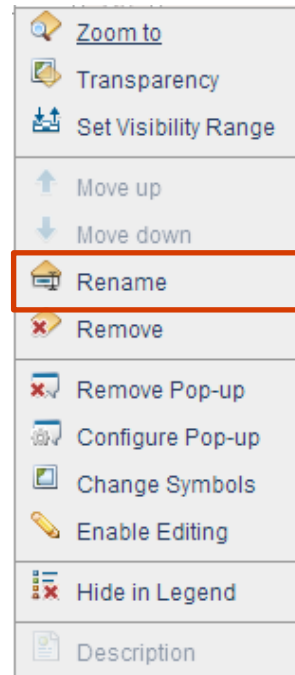 Zoom to
Transparency
Set Visibility Range
Move up
Move down
Rename
Remove
Remove Pop-up
Configure Pop-up
Change Symbols
Enable Editing
Hide in Legend
Description